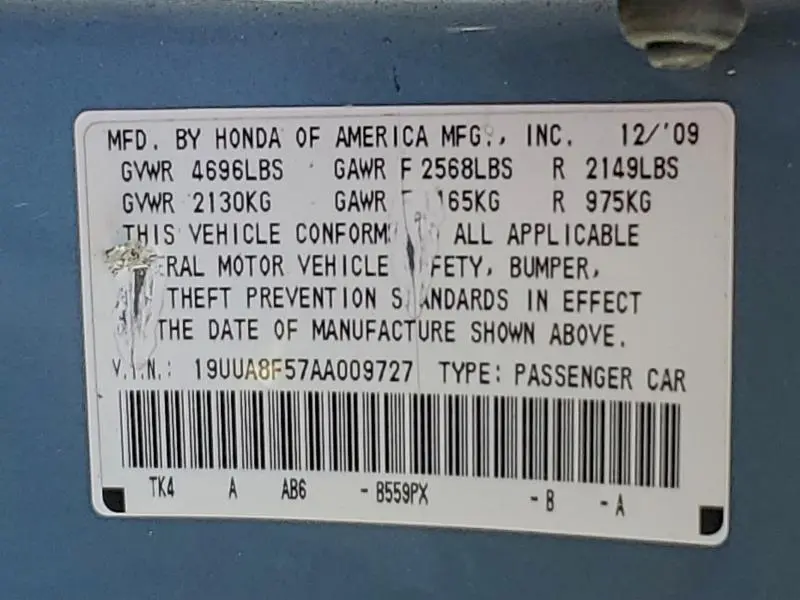 MFD. BY HONDA OF AMERICA MFG., INC. 12/'09
GVWR 4696LBS GAWR F 2568LBS R 2149LBS
GVWR 2130KG GAWR 165KG R 975KG
THIS VEHICLE CONFORM ALL APPLICABLE
ERAL MOTOR VEHICLE FETY, BUMPER,
THEFT PREVENTION S ANDARDS IN EFFECT
THE DATE OF MANUFACTURE SHOWN ABOVE.
V.I.N.: 19UUA8F57AA009727 TYPE: PASSENGER CAR
TK4 A AB6 -B559PX -B -A